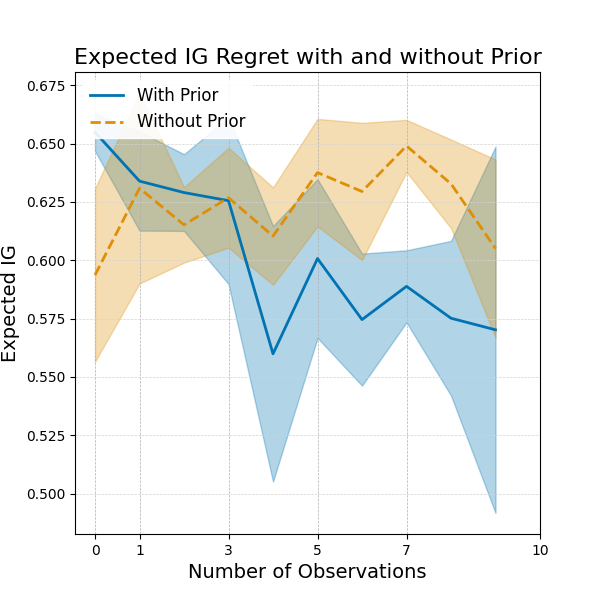 Expected IG Regret with and without Prior
With Prior
Without Prior
Expected IG
0.675
0.650
0.625
0.600
0.575
0.550
0.525
0.500
0 1 3 5 7 10
Number of Observations